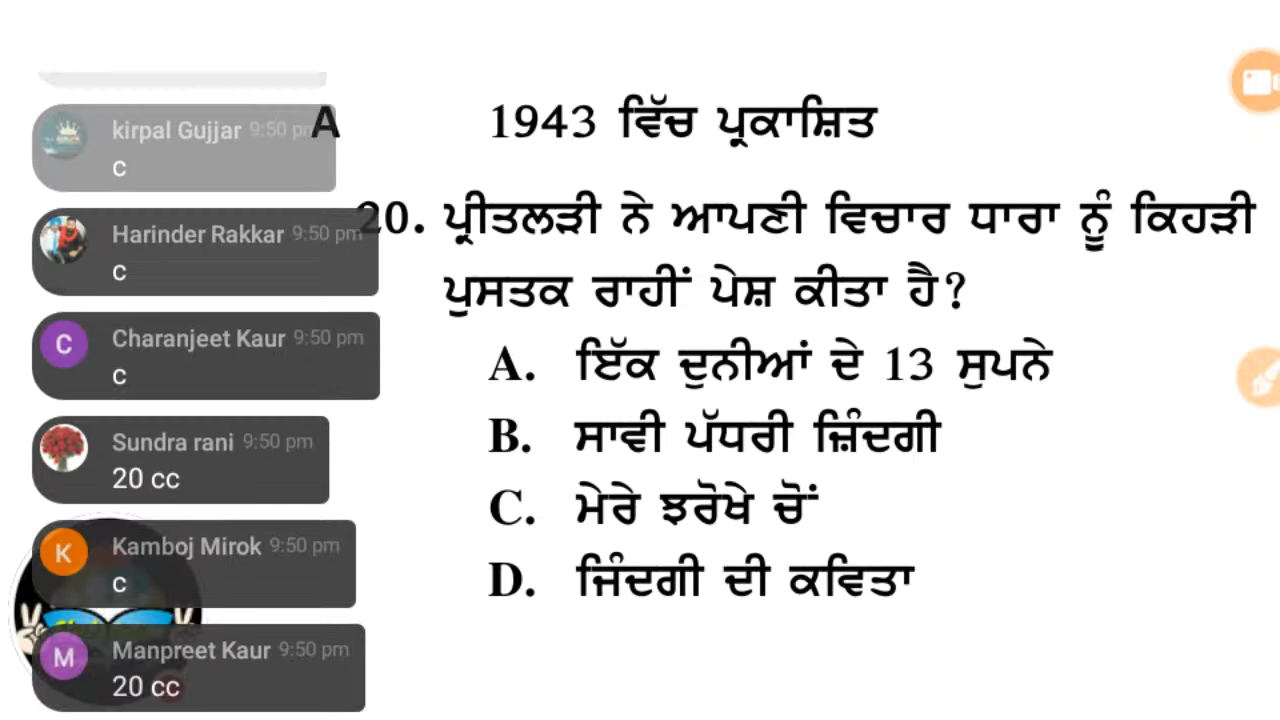 kirpal Gujjar 9:50 pm
c
A
Harinder Rakkar 9:50 pm
c
Charanjeet Kaur 9:50 pm
c
Sundra rani 9:50 pm
20 cc
Kamboj Mirok 9:50 pm
c
Manpreet Kaur 9:50 pm
20 cc
1943 ਵਿੱਚ ਪ੍ਰਕਾਸ਼ਿਤ
20. ਪ੍ਰੀਤਲੜੀ ਨੇ ਆਪਣੀ ਵਿਚਾਰ ਧਾਰਾ ਨੂੰ ਕਿਹੜੀ
ਪੁਸਤਕ ਰਾਹੀਂ ਪੇਸ਼ ਕੀਤਾ ਹੈ?
A. ਇੱਕ ਦੁਨੀਆਂ ਦੇ 13 ਸੁਪਨੇ
B. ਸਾਵੀ ਪੱਧਰੀ ਜ਼ਿੰਦਗੀ
C. ਮੇਰੇ ਝਰੋਖੇ ਚੋਂ
D. ਜਿੰਦਗੀ ਦੀ ਕਵਿਤਾ